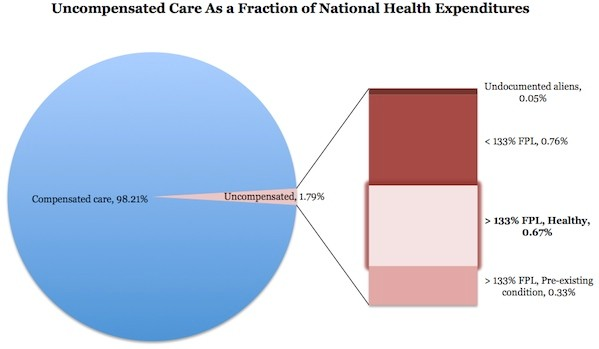 Uncompensated Care As a Fraction of National Health Expenditures
Compensated care, 98.21%
Uncompensated, 1.79%
Undocumented aliens,
0.05%
< 133% FPL, 0.76%
> 133% FPL, Healthy,
0.67%
> 133% FPL, Pre-existing
condition, 0.33%